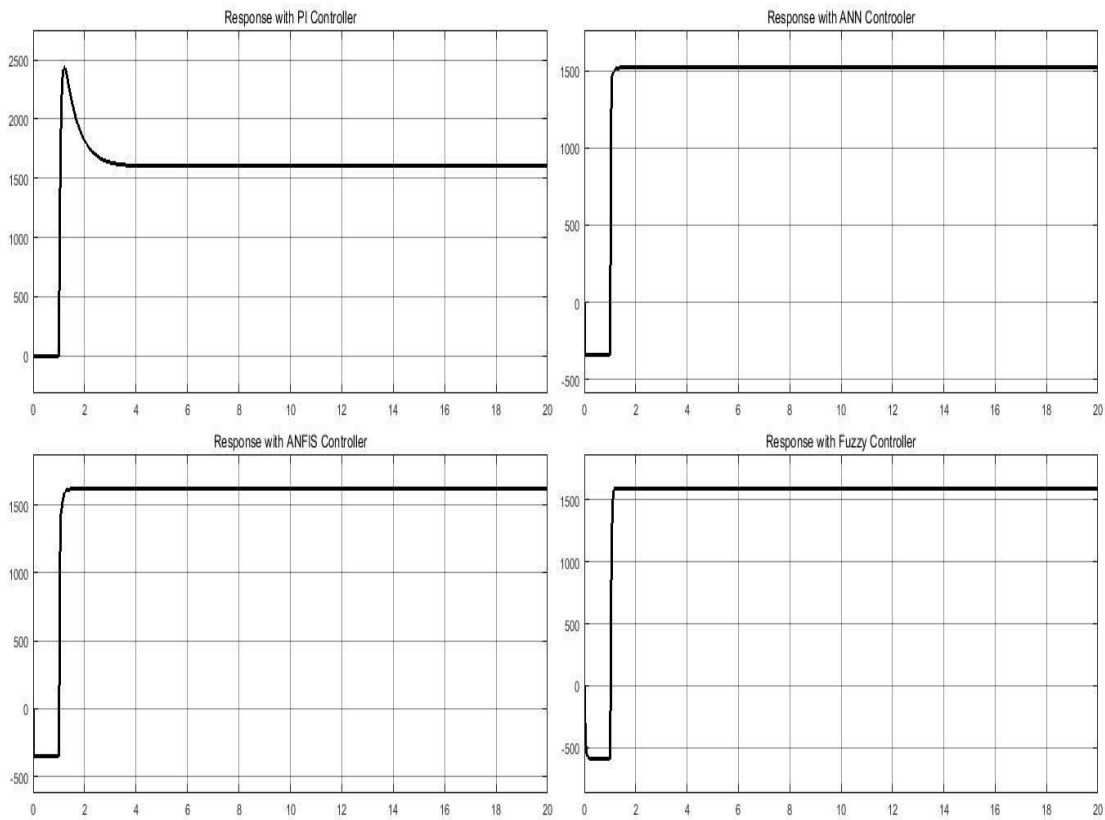 Response with PI Controller
2500
2000
1500
1000
500
0
0 2 4 6 8 10 12 14 16 18 20
Response with ANN Controoler
1500
1000
500
0
-500
0 2 4 6 8 10 12 14 16 18 20
Response with ANFIS Controller
1500
1000
500
0
-500
0 2 4 6 8 10 12 14 16 18 20
Response with Fuzzy Controller
1500
1000
500
0
-500
0 2 4 6 8 10 12 14 16 18 20